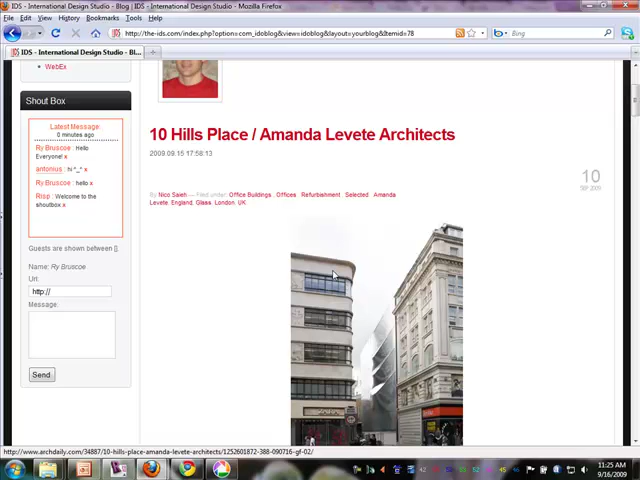 IDS - International Design Studio - Blog | IDS - International Design Studio - Mozilla Firefox
File Edit View History Bookmarks Tools Help
http://the-ids.com/index.php?option=com_idoblog&view=idoblog&layout=yourblog&Itemid=78
Bing
IDS - International Design Studio - Bl...
WebEx
Shout Box
Latest Message:
8 minutes ago
Ry Bruscoe : Hello
Everyone! x
antonius : hi ^_^ x
Ry Bruscoe : hello x
Risp : Welcome to the
shoutbox x
Guests are shown between [].
Name: Ry Bruscoe
Url:
http://
Message:
Send
10 Hills Place / Amanda Levete Architects
2009.09.15 17:58:13
10
SEP 2009
By Nico Saieh — Filed under: Office Buildings , Offices , Refurbishment , Selected , Amanda
Levete, England, Glass, London, UK
http://www.archdaily.com/34887/10-hills-place-amanda-levete-architects/1252601872-388-090716-gf-02/
11:25 AM
9/16/2009